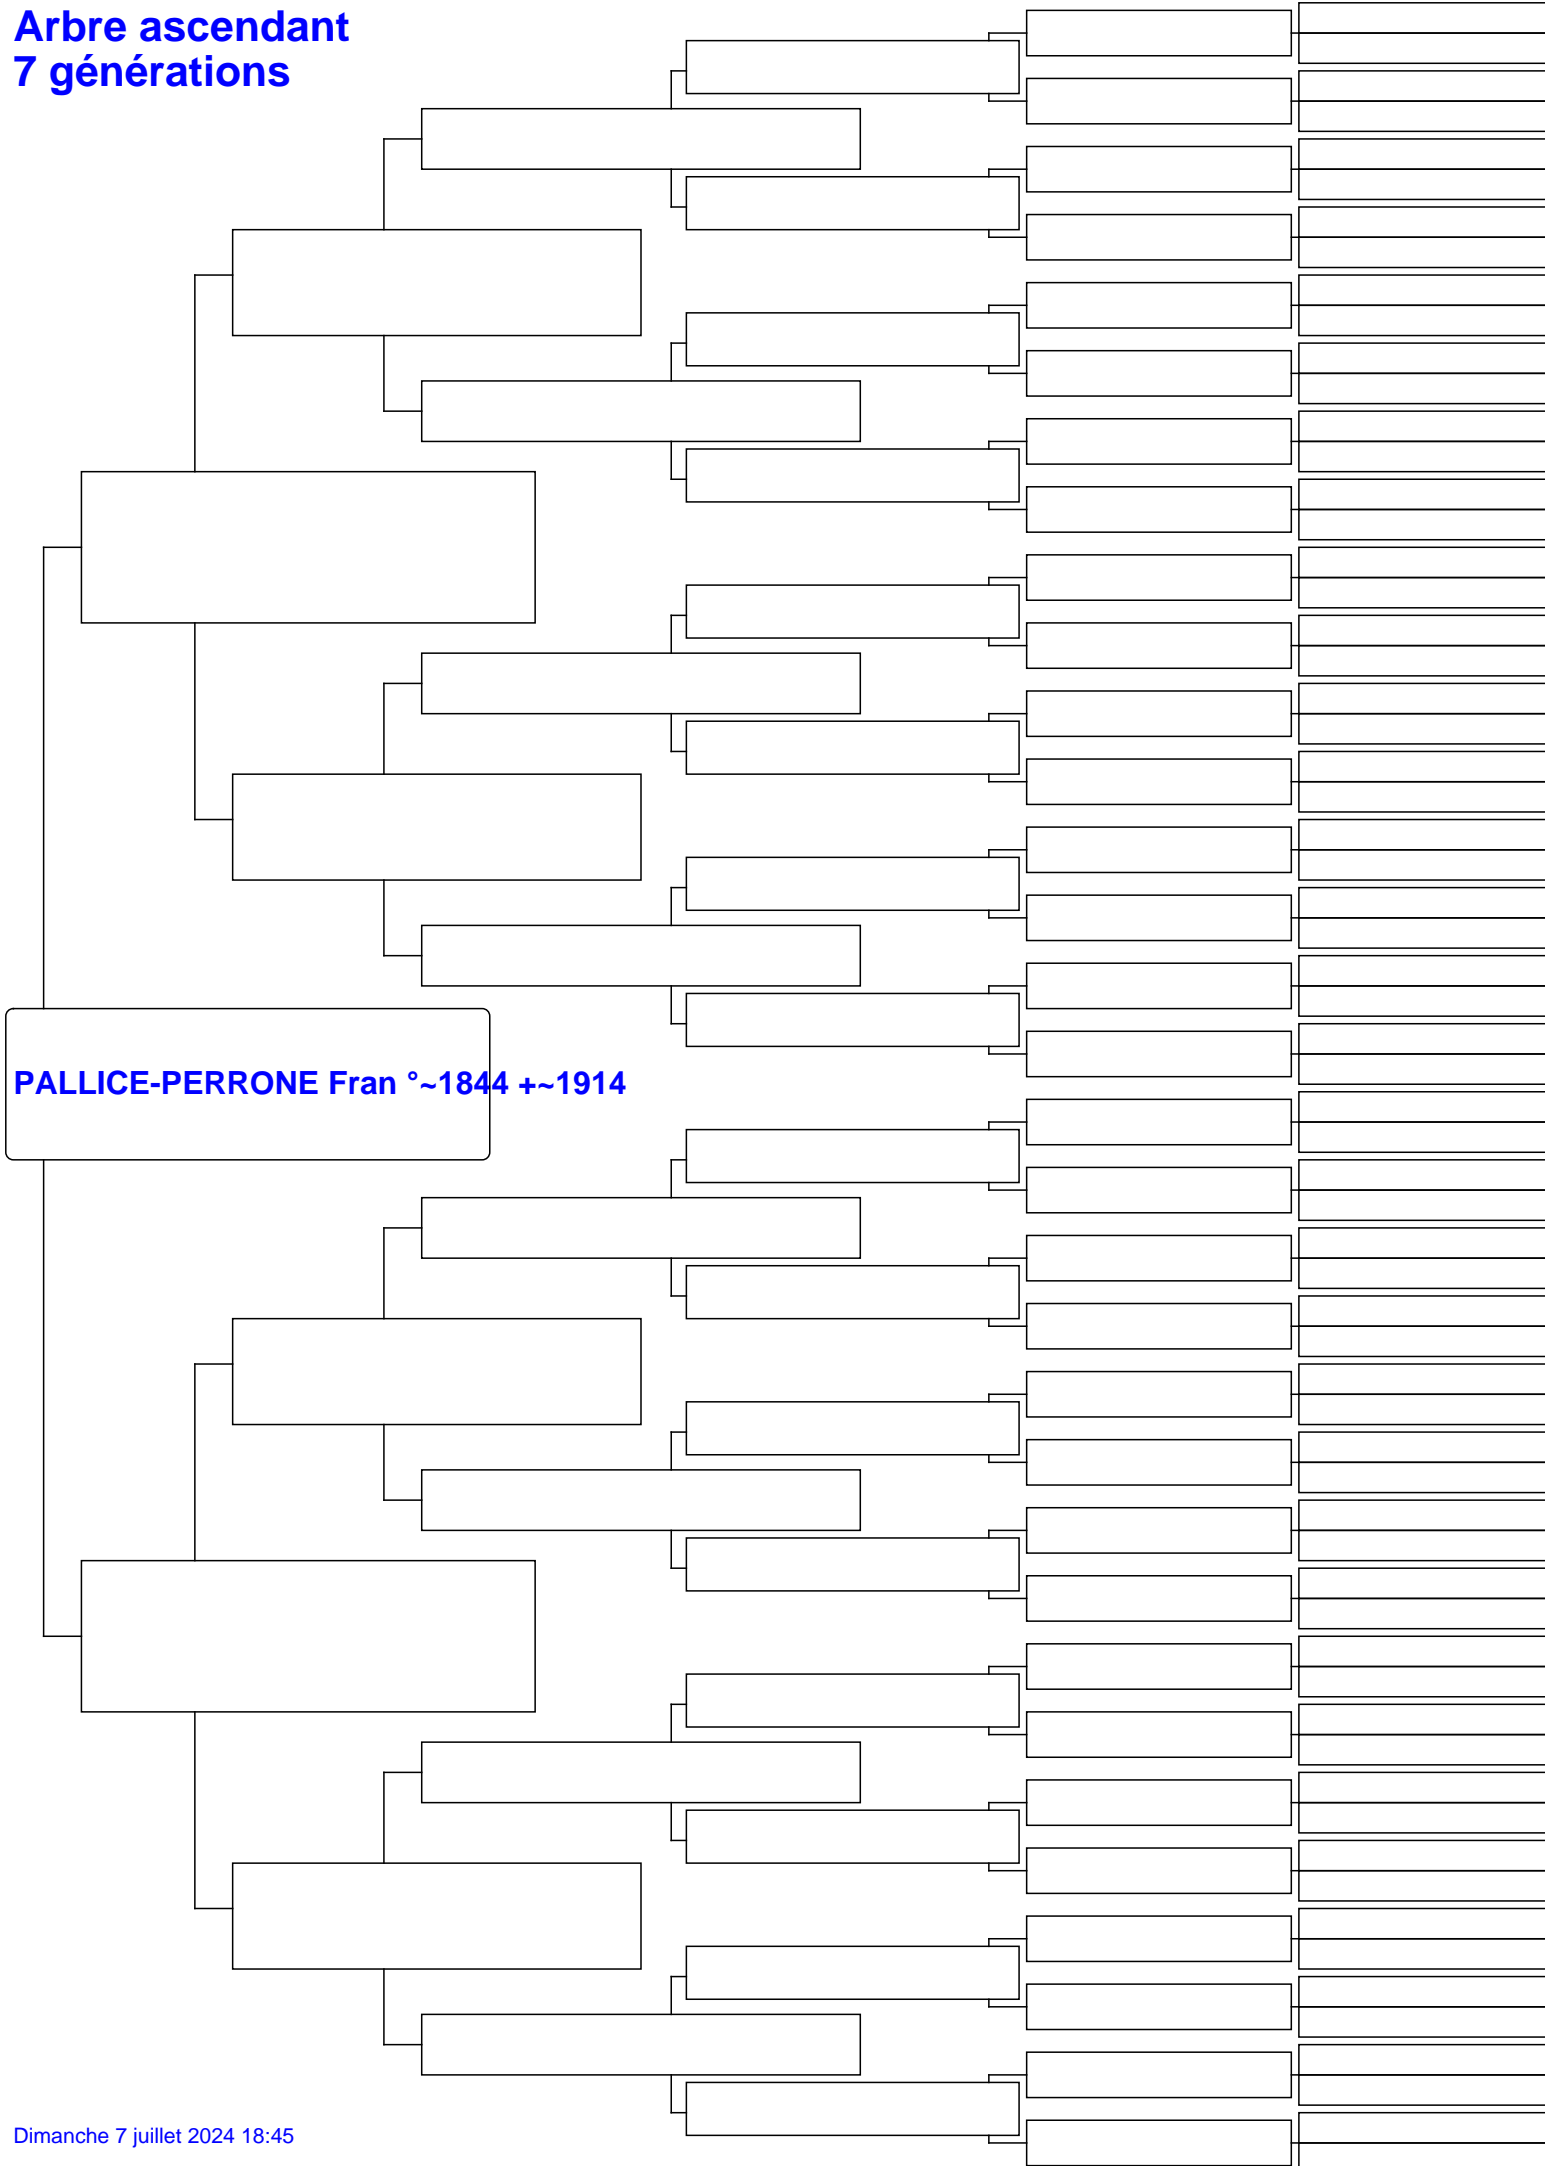 Arbre ascendant
7 générations
PALLICE-PERRONE Fran °~1844 +~1914
Dimanche 7 juillet 2024 18:45